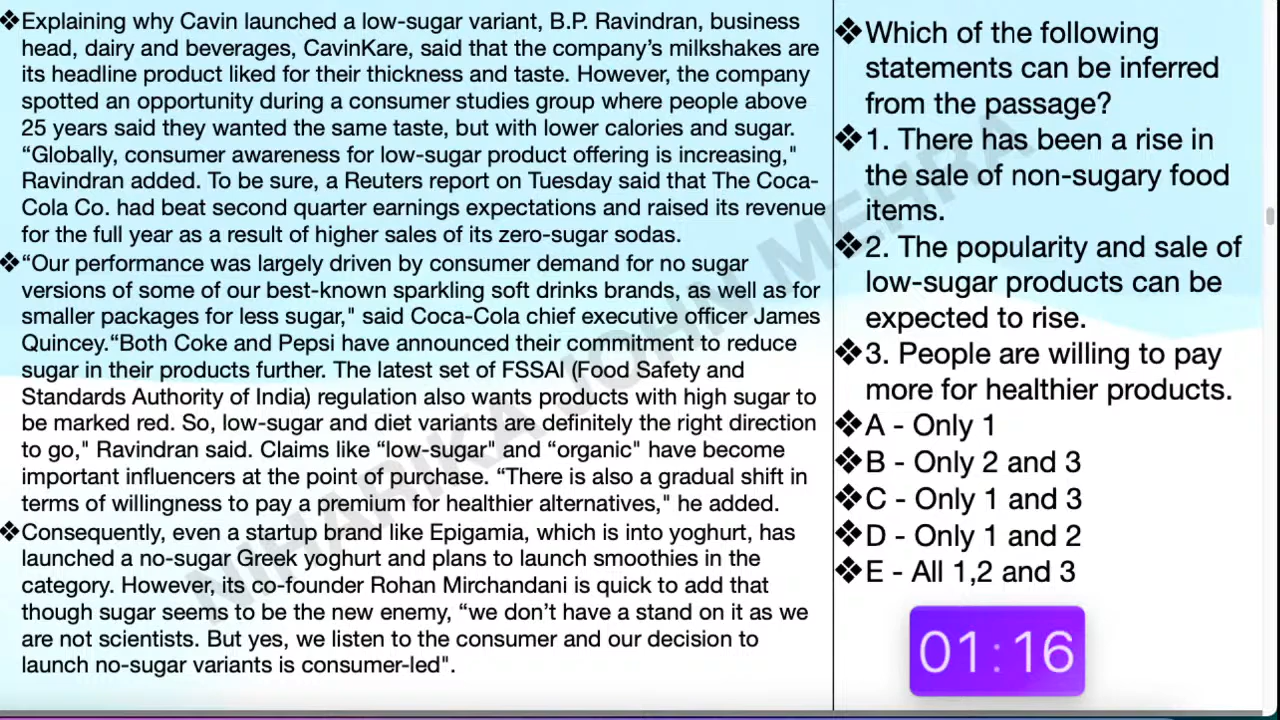 ❖Explaining why Cavin launched a low-sugar variant, B.P. Ravindran, business
head, dairy and beverages, CavinKare, said that the company’s milkshakes are
its headline product liked for their thickness and taste. However, the company
spotted an opportunity during a consumer studies group where people above
25 years said they wanted the same taste, but with lower calories and sugar.
“Globally, consumer awareness for low-sugar product offering is increasing,"
Ravindran added. To be sure, a Reuters report on Tuesday said that The Coca-
Cola Co. had beat second quarter earnings expectations and raised its revenue
for the full year as a result of higher sales of its zero-sugar sodas.
❖“Our performance was largely driven by consumer demand for no sugar
versions of some of our best-known sparkling soft drinks brands, as well as for
smaller packages for less sugar," said Coca-Cola chief executive officer James
Quincey.“Both Coke and Pepsi have announced their commitment to reduce
sugar in their products further. The latest set of FSSAI (Food Safety and
Standards Authority of India) regulation also wants products with high sugar to
be marked red. So, low-sugar and diet variants are definitely the right direction
to go," Ravindran said. Claims like “low-sugar" and “organic" have become
important influencers at the point of purchase. “There is also a gradual shift in
terms of willingness to pay a premium for healthier alternatives," he added.
❖Consequently, even a startup brand like Epigamia, which is into yoghurt, has
launched a no-sugar Greek yoghurt and plans to launch smoothies in the
category. However, its co-founder Rohan Mirchandani is quick to add that
though sugar seems to be the new enemy, “we don’t have a stand on it as we
are not scientists. But yes, we listen to the consumer and our decision to
launch no-sugar variants is consumer-led".
❖Which of the following
statements can be inferred
from the passage?
❖1. There has been a rise in
the sale of non-sugary food
items.
❖2. The popularity and sale of
low-sugar products can be
expected to rise.
❖3. People are willing to pay
more for healthier products.
❖A - Only 1
❖B - Only 2 and 3
❖C - Only 1 and 3
❖D - Only 1 and 2
❖E - All 1,2 and 3
01:16
NIHARIKA JOHN MEHRA